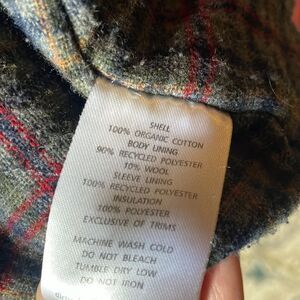 SHELL
100% ORGANIC COTTON
BODY LINING
90% RECYCLED POLYESTER
10% WOOL
SLEEVE LINING
100% RECYCLED POLYESTER
INSULATION
100% POLYESTER
EXCLUSIVE OF TRIMS
MACHINE WASH COLD
DO NOT BLEACH
TUMBLE DRY LOW
DO NOT IRON